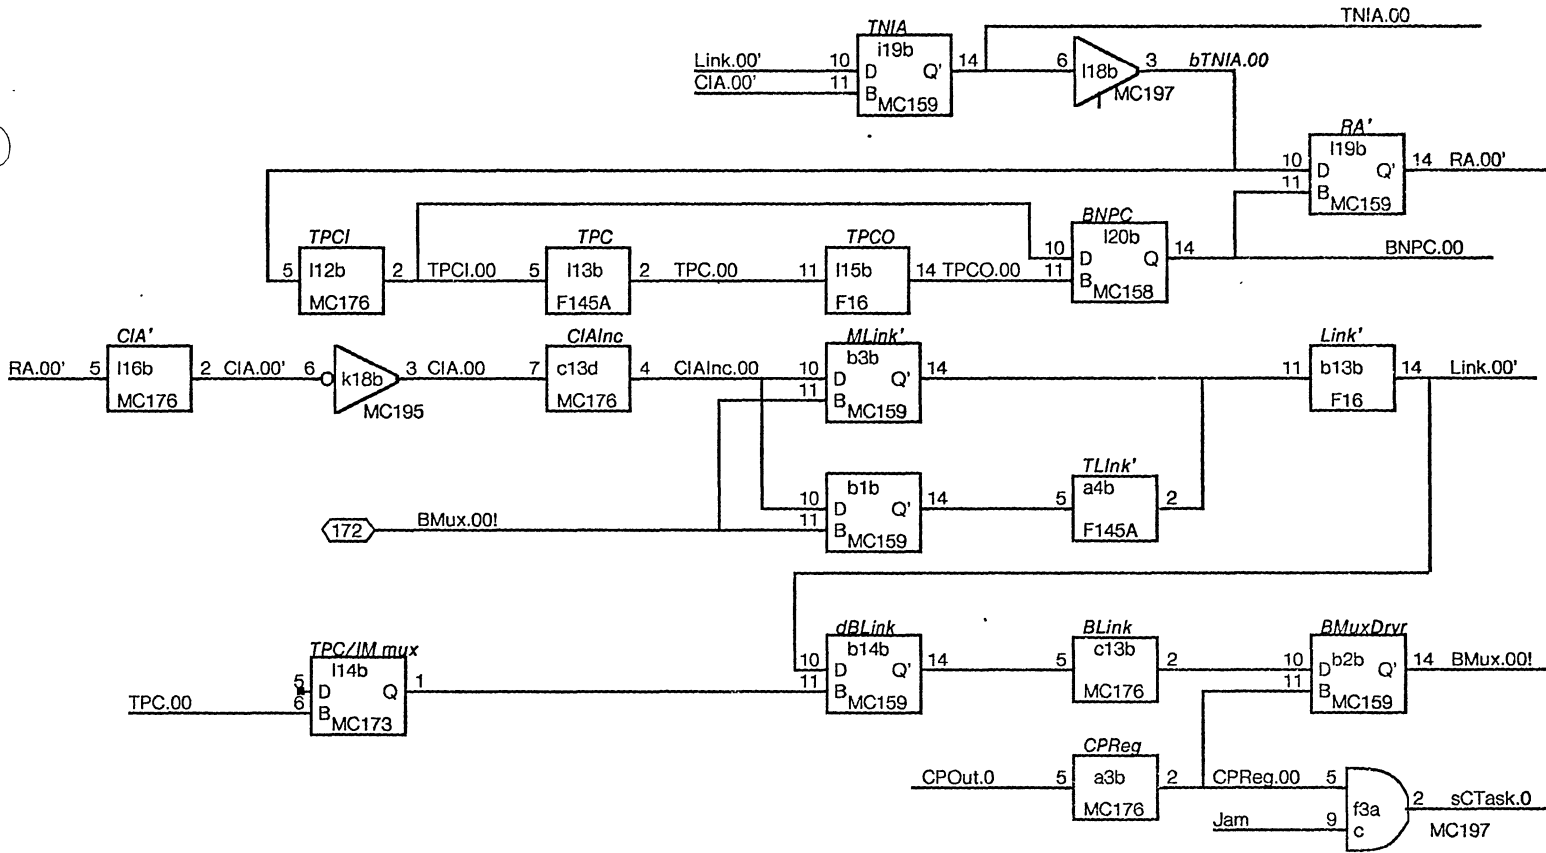 TNIA.00
TNIA
i19b
Link.00' 10 D Q' 14 6 l18b 3 bTNIA.00
CIA.00' 11 B MC159 MC197
RA'
l19b
10 D Q' 14 RA.00'
11 B MC159
BNPC
l20b
TPCI TPC TPCO
10 D Q 14 BNPC.00
5 l12b 2 TPCI.00 5 l13b 2 TPC.00 11 l15b 14 TPCO.00 11 B MC158
MC176 F145A F16
CIA' CIAInc MLink' Link'
RA.00' 5 l16b 2 CIA.00' 6 k18b 3 CIA.00 7 c13d 4 CIAInc.00 10 D b3b Q' 14 11 b13b 14 Link.00'
MC176 MC195 MC176 11 B MC159 F16
TLink'
b1b a4b
10 D Q' 14 5 2
172 BMux.00! 11 B MC159 F145A
dBLink BLink BMuxDrvr
TPC/IM mux b14b c13b
l14b 10 D Q' 14 5 2 10 D b2b Q' 14 BMux.00!
5 D Q 1 11 B MC159 MC176 11 B MC159
TPC.00 6 B MC173
CPReg
CPOut.0 5 a3b 2 CPReg.00 5
MC176 f3a 2 sCTask.0
Jam 9 c MC197